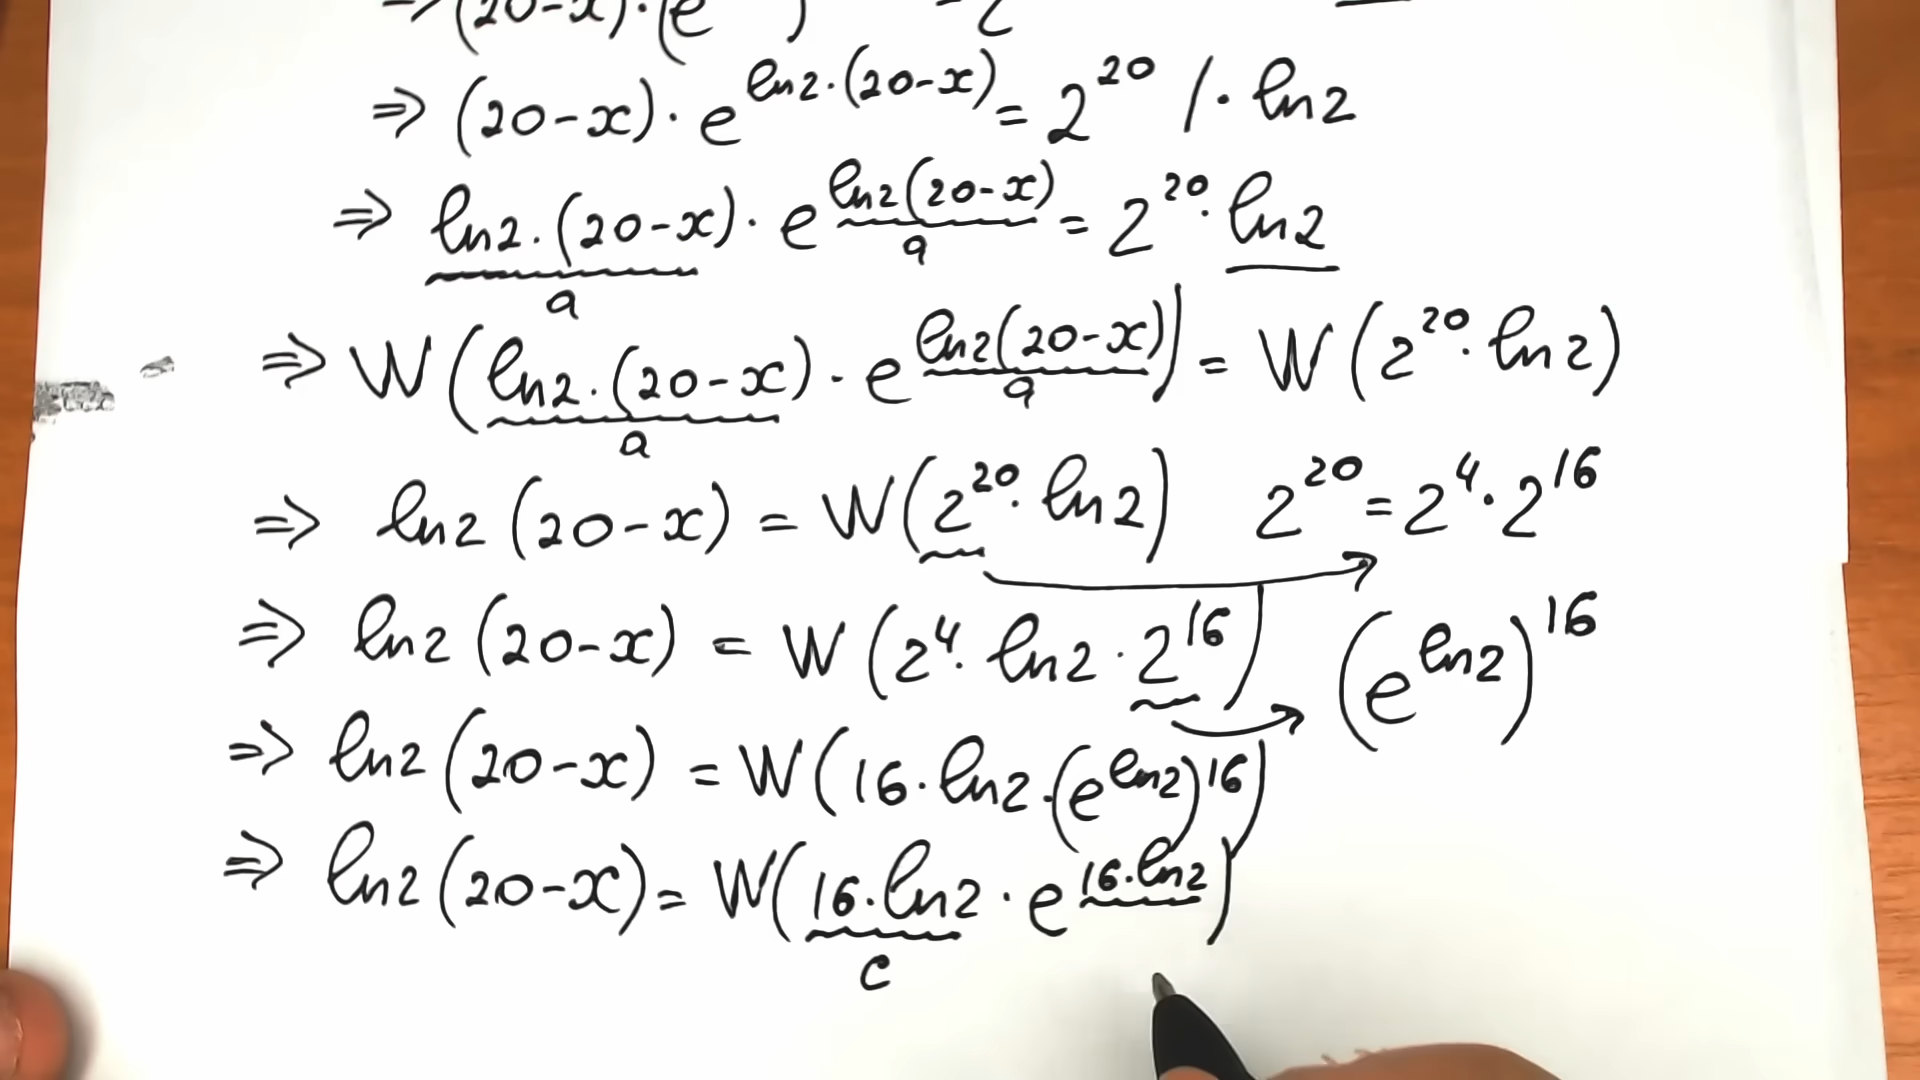 ⇒ (20-x)·(e
⇒ (20-x)·e^{ln2·(20-x)} = 2^{20} /·ln2
⇒ ln2·(20-x)·e^{ln2(20-x)} = 2^{20}·ln2
a a
⇒ W(ln2·(20-x)·e^{ln2(20-x)}) = W(2^{20}·ln2)
a a
⇒ ln2(20-x) = W(2^{20}·ln2) 2^{20} = 2^4·2^{16}
⇒ ln2(20-x) = W(2^4·ln2·2^{16}) (e^{ln2})^{16}
⇒ ln2(20-x) = W(16·ln2·(e^{ln2})^{16})
⇒ ln2(20-x) = W(16·ln2·e^{16·ln2})
c